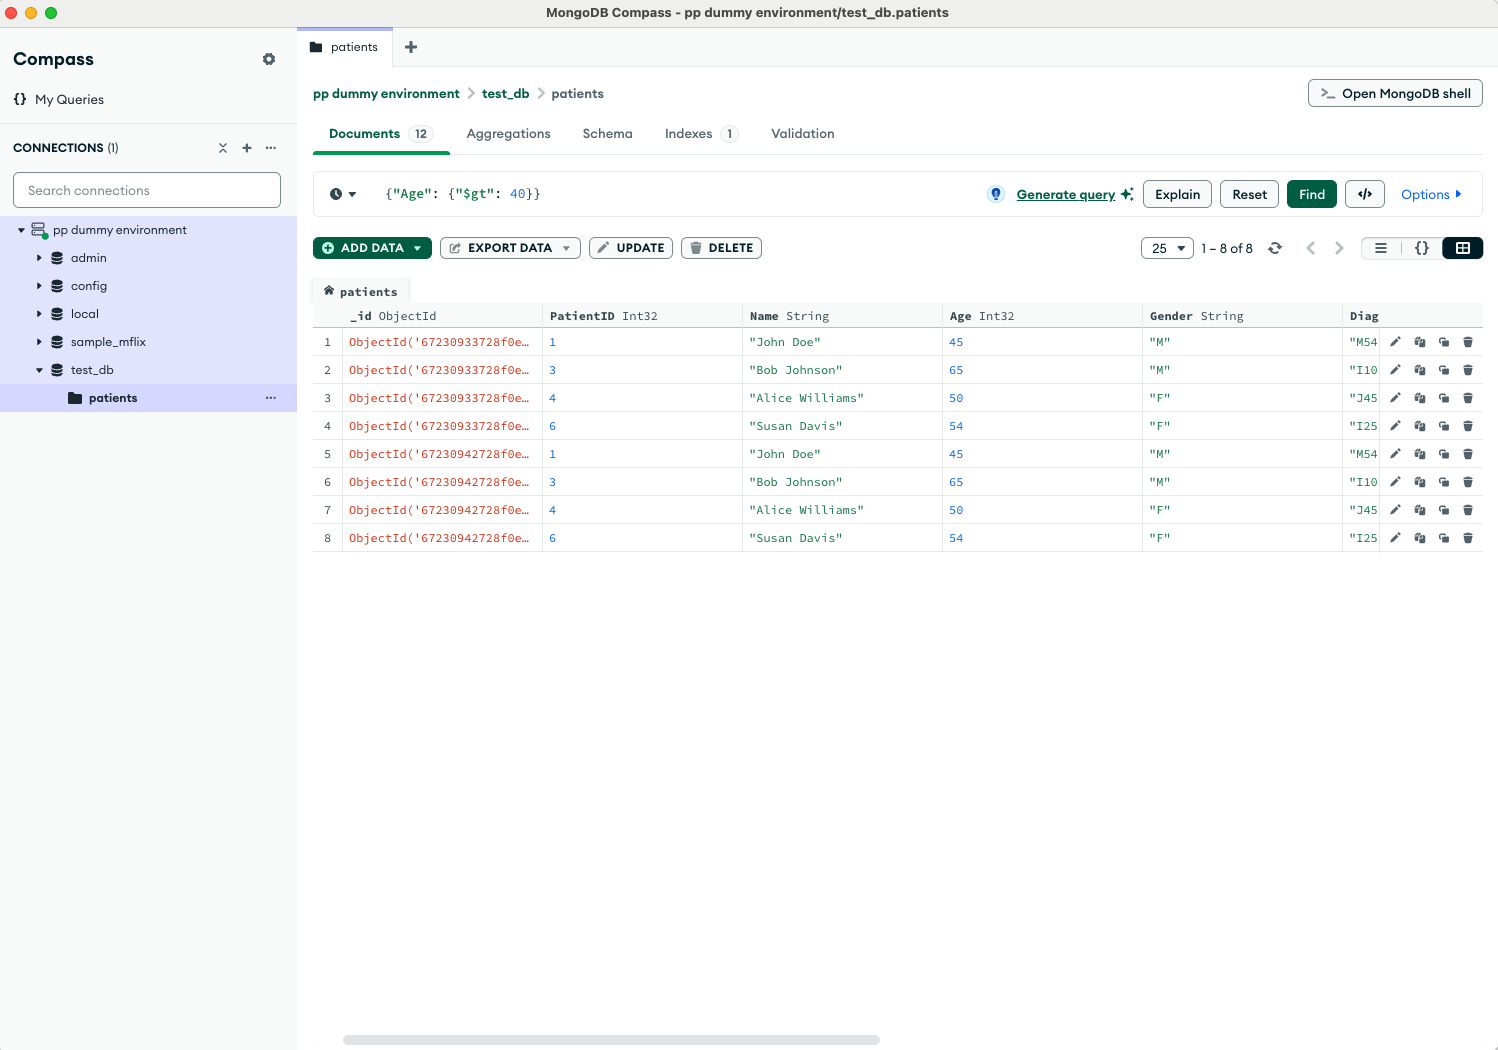 MongoDB Compass - pp dummy environment/test_db.patients
Compass
My Queries
CONNECTIONS (1)
Search connections
pp dummy environment
admin
config
local
sample_mflix
test_db
patients
patients
pp dummy environment > test_db > patients
>_ Open MongoDB shell
Documents 12 Aggregations Schema Indexes 1 Validation
{"Age": {"$gt": 40}}
Generate query Explain Reset Find </> Options
ADD DATA EXPORT DATA UPDATE DELETE
25 1 – 8 of 8 {}
patients
_id ObjectId PatientID Int32 Name String Age Int32 Gender String Diag
1 ObjectId('67230933728f0e… 1 "John Doe" 45 "M" "M54
2 ObjectId('67230933728f0e… 3 "Bob Johnson" 65 "M" "I10
3 ObjectId('67230933728f0e… 4 "Alice Williams" 50 "F" "J45
4 ObjectId('67230933728f0e… 6 "Susan Davis" 54 "F" "I25
5 ObjectId('67230942728f0e… 1 "John Doe" 45 "M" "M54
6 ObjectId('67230942728f0e… 3 "Bob Johnson" 65 "M" "I10
7 ObjectId('67230942728f0e… 4 "Alice Williams" 50 "F" "J45
8 ObjectId('67230942728f0e… 6 "Susan Davis" 54 "F" "I25